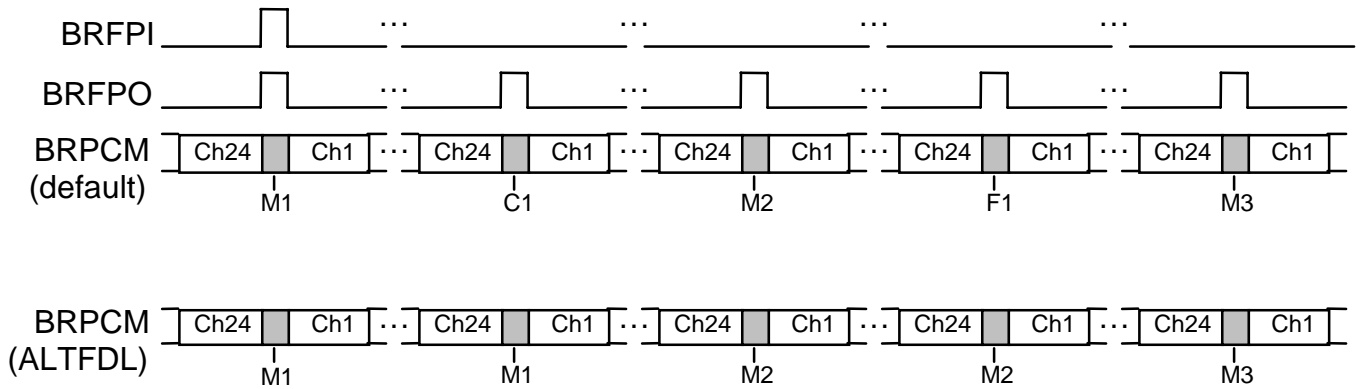 BRFPI ... ... ... ...
BRFPO ... ... ... ...
BRPCM (default)
Ch24 Ch1 ... Ch24 Ch1 ... Ch24 Ch1 ... Ch24 Ch1 ... Ch24 Ch1
M1 C1 M2 F1 M3
BRPCM (ALTFDL)
Ch24 Ch1 ... Ch24 Ch1 ... Ch24 Ch1 ... Ch24 Ch1 ... Ch24 Ch1
M1 M1 M2 M2 M3